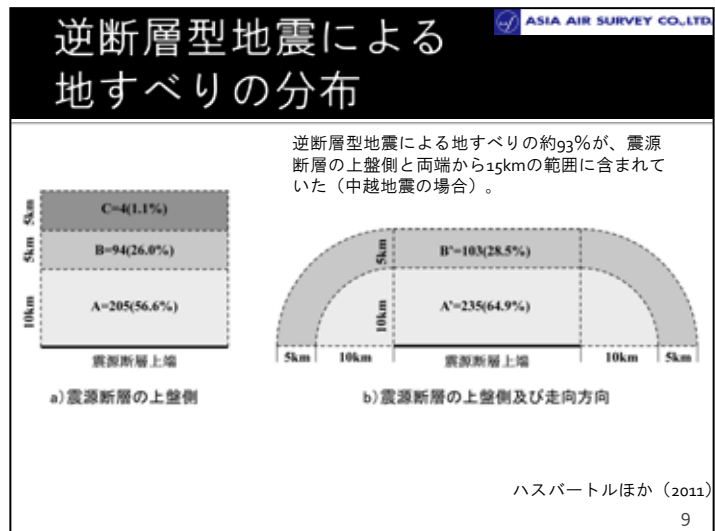 ASIA AIR SURVEY CO.,LTD.
逆断層型地震による
地すべりの分布
逆断層型地震による地すべりの約93%が、震源
断層の上盤側と両端から15kmの範囲に含まれて
いた（中越地震の場合）。
5km
C=4(1.1%)
5km
B=94(26.0%)
10km
A=205(56.6%)
震源断層上端
a)震源断層の上盤側
5km
B'=103(28.5%)
10km
A'=235(64.9%)
5km
10km
震源断層上端
10km
5km
b)震源断層の上盤側及び走向方向
ハスバートルほか（2011）
9